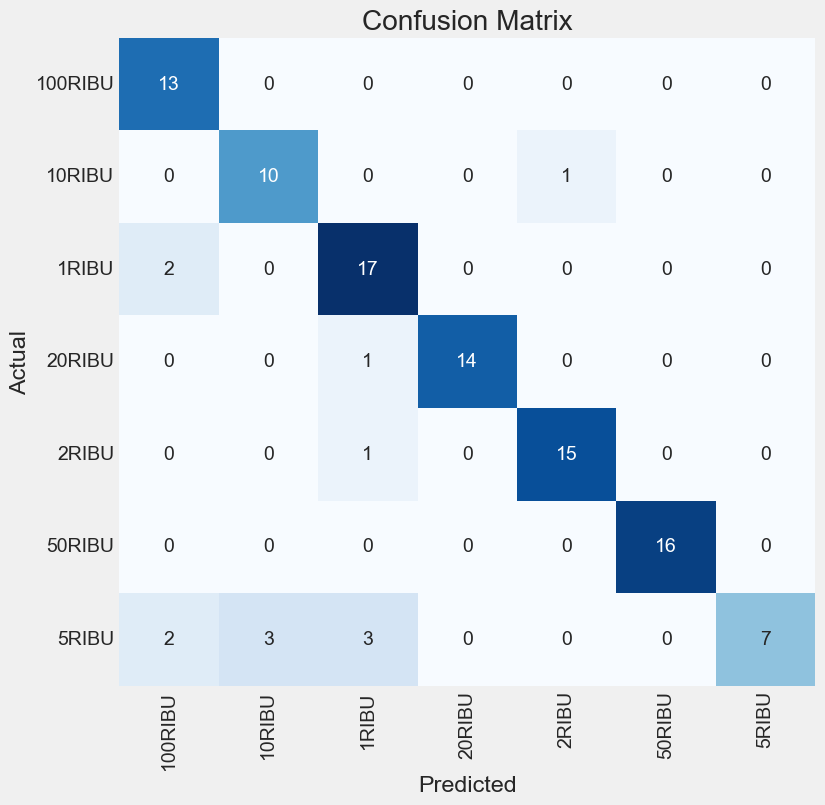 Confusion Matrix
100RIBU 13 0 0 0 0 0 0
10RIBU 0 10 0 0 1 0 0
1RIBU 2 0 17 0 0 0 0
20RIBU 0 0 1 14 0 0 0
2RIBU 0 0 1 0 15 0 0
50RIBU 0 0 0 0 0 16 0
5RIBU 2 3 3 0 0 0 7
Actual
100RIBU 10RIBU 1RIBU 20RIBU 2RIBU 50RIBU 5RIBU
Predicted